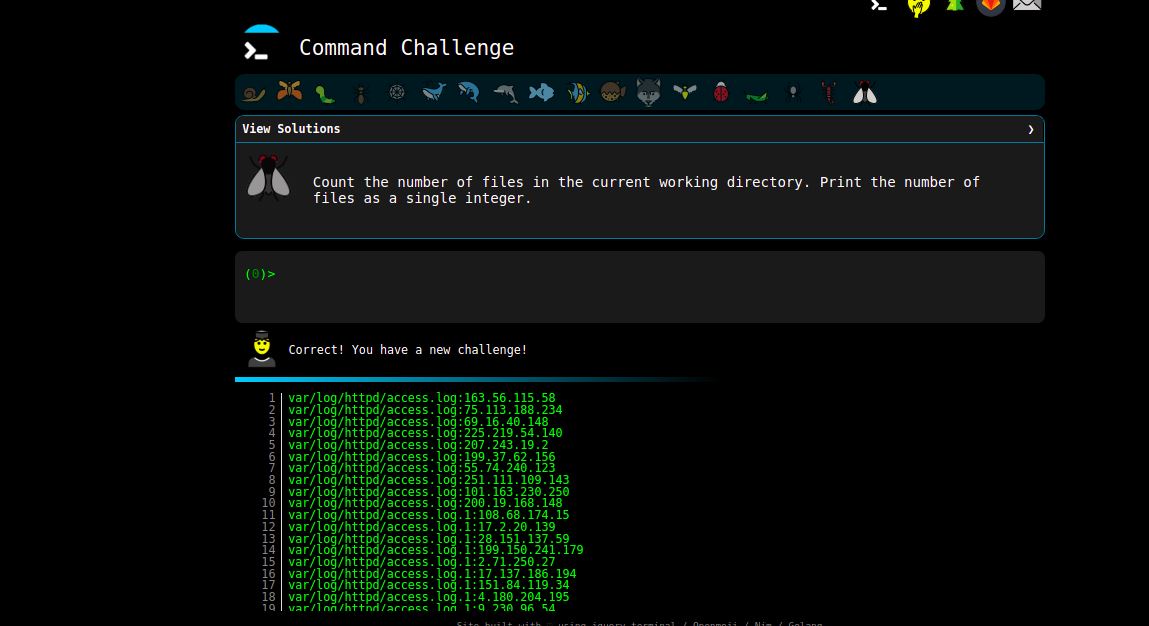 Command Challenge
View Solutions
Count the number of files in the current working directory. Print the number of
files as a single integer.
(0)>
Correct! You have a new challenge!
1 var/log/httpd/access.log:163.56.115.58
2 var/log/httpd/access.log:75.113.188.234
3 var/log/httpd/access.log:69.16.40.148
4 var/log/httpd/access.log:225.219.54.140
5 var/log/httpd/access.log:207.243.19.2
6 var/log/httpd/access.log:199.37.62.156
7 var/log/httpd/access.log:55.74.240.123
8 var/log/httpd/access.log:251.111.109.143
9 var/log/httpd/access.log:101.163.230.250
10 var/log/httpd/access.log:200.19.168.148
11 var/log/httpd/access.log.1:108.68.174.15
12 var/log/httpd/access.log.1:17.2.20.139
13 var/log/httpd/access.log.1:28.151.137.59
14 var/log/httpd/access.log.1:199.150.241.179
15 var/log/httpd/access.log.1:2.71.250.27
16 var/log/httpd/access.log.1:17.137.186.194
17 var/log/httpd/access.log.1:151.84.119.34
18 var/log/httpd/access.log.1:4.180.204.195
19 var/log/httpd/access.log.1:9.230.96.54
Site built with using jquery.terminal / Openmoji / Nim / Golang